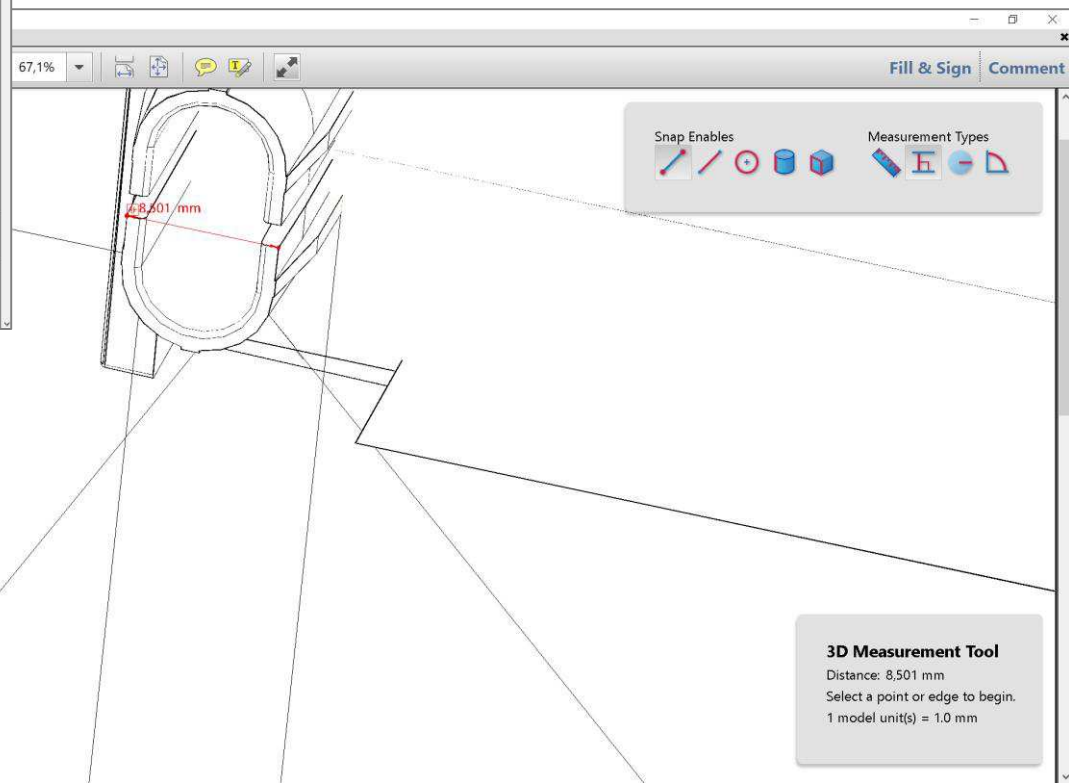 67,1%
Fill & Sign Comment
Snap Enables
Measurement Types
8,501 mm
3D Measurement Tool
Distance: 8,501 mm
Select a point or edge to begin.
1 model unit(s) = 1.0 mm